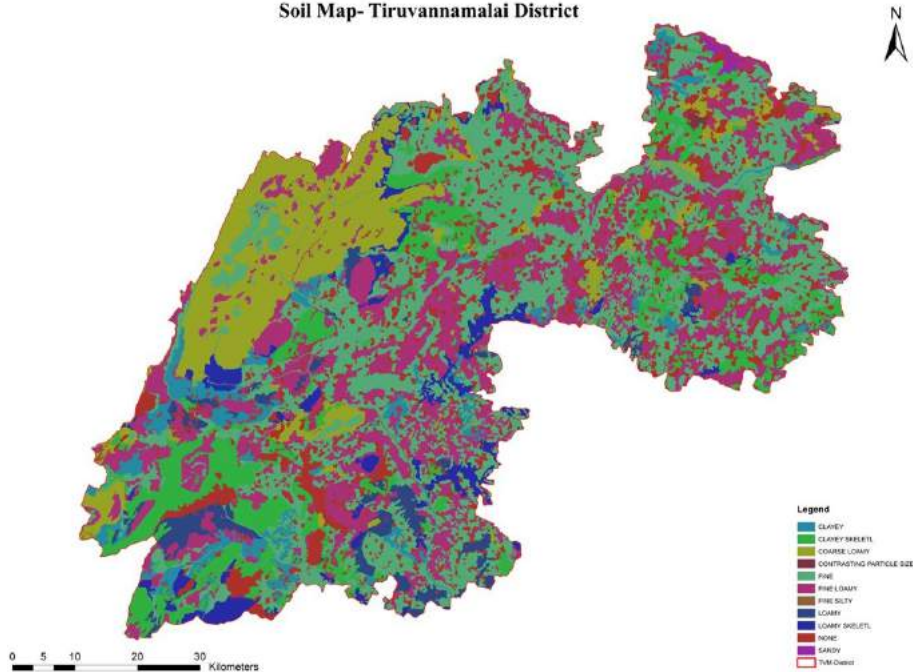 Soil Map- Tiruvannamalai District
N
Legend
CLAYEY
CLAYEY SKELETL
COARSE LOAMY
CONTRASTING PARTICLE SIZE
FINE
FINE LOAMY
FINE SILTY
LOAMY
LOAMY SKELETL
NONE
SANDY
TVM-District
0 5 10 20 30
Kilometers